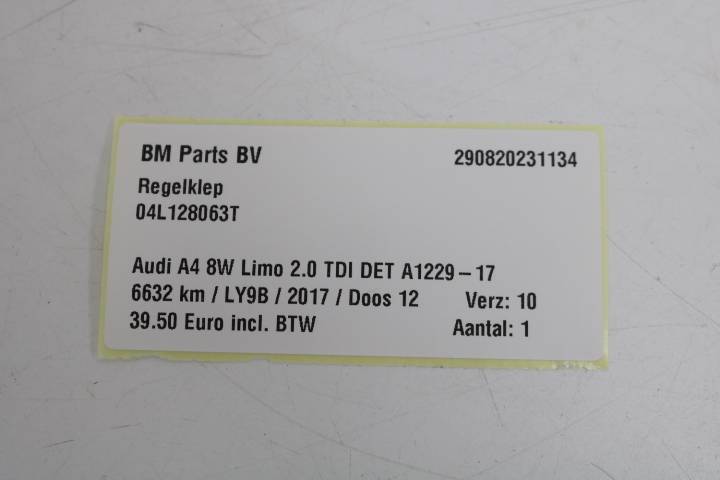 BM Parts BV 290820231134
Regelklep
04L128063T
Audi A4 8W Limo 2.0 TDI DET A1229 – 17
6632 km / LY9B / 2017 / Doos 12 Verz: 10
39.50 Euro incl. BTW Aantal: 1